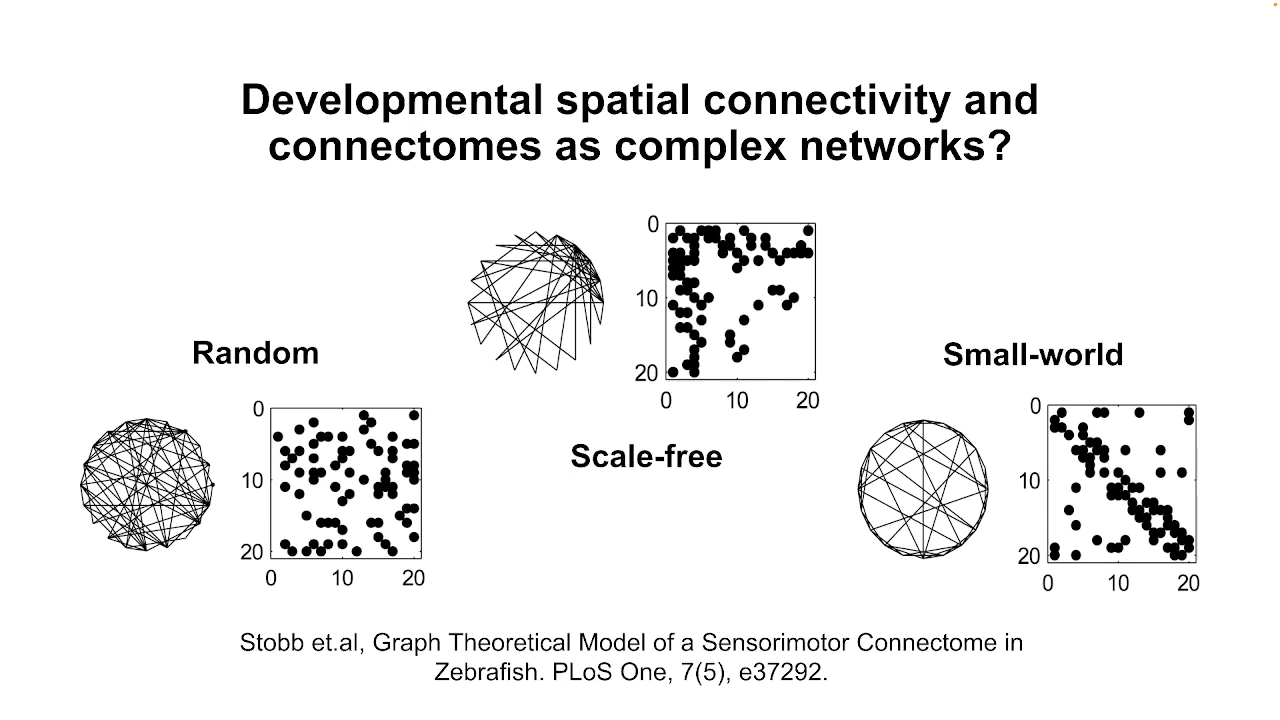 Developmental spatial connectivity and
connectomes as complex networks?
0
10
20
0 10 20
Scale-free
Random
0
10
20
0 10 20
Small-world
0
10
20
0 10 20
Stobb et.al, Graph Theoretical Model of a Sensorimotor Connectome in
Zebrafish. PLoS One, 7(5), e37292.